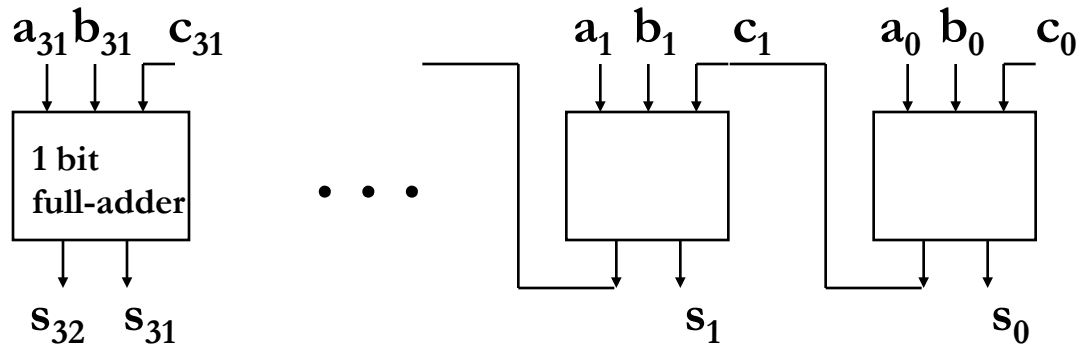 a31 b31 c31 a1 b1 c1 a0 b0 c0
1 bit
full-adder
• • •
s32 s31 s1 s0